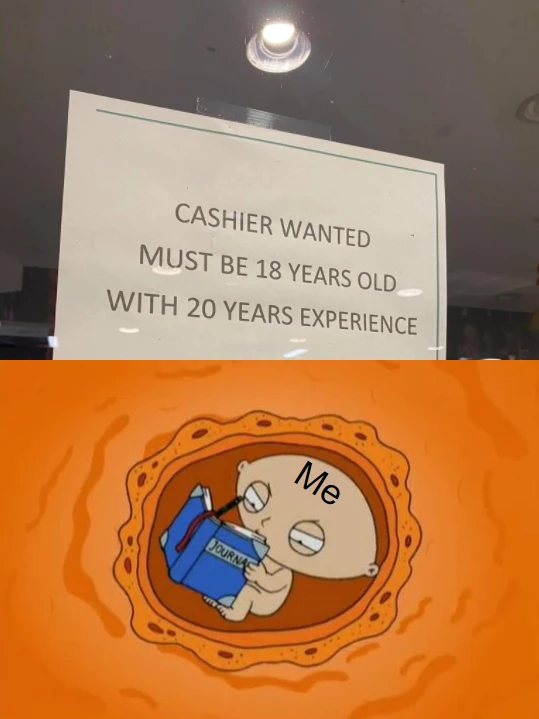 CASHIER WANTED
MUST BE 18 YEARS OLD
WITH 20 YEARS EXPERIENCE
Me
JOURNAL